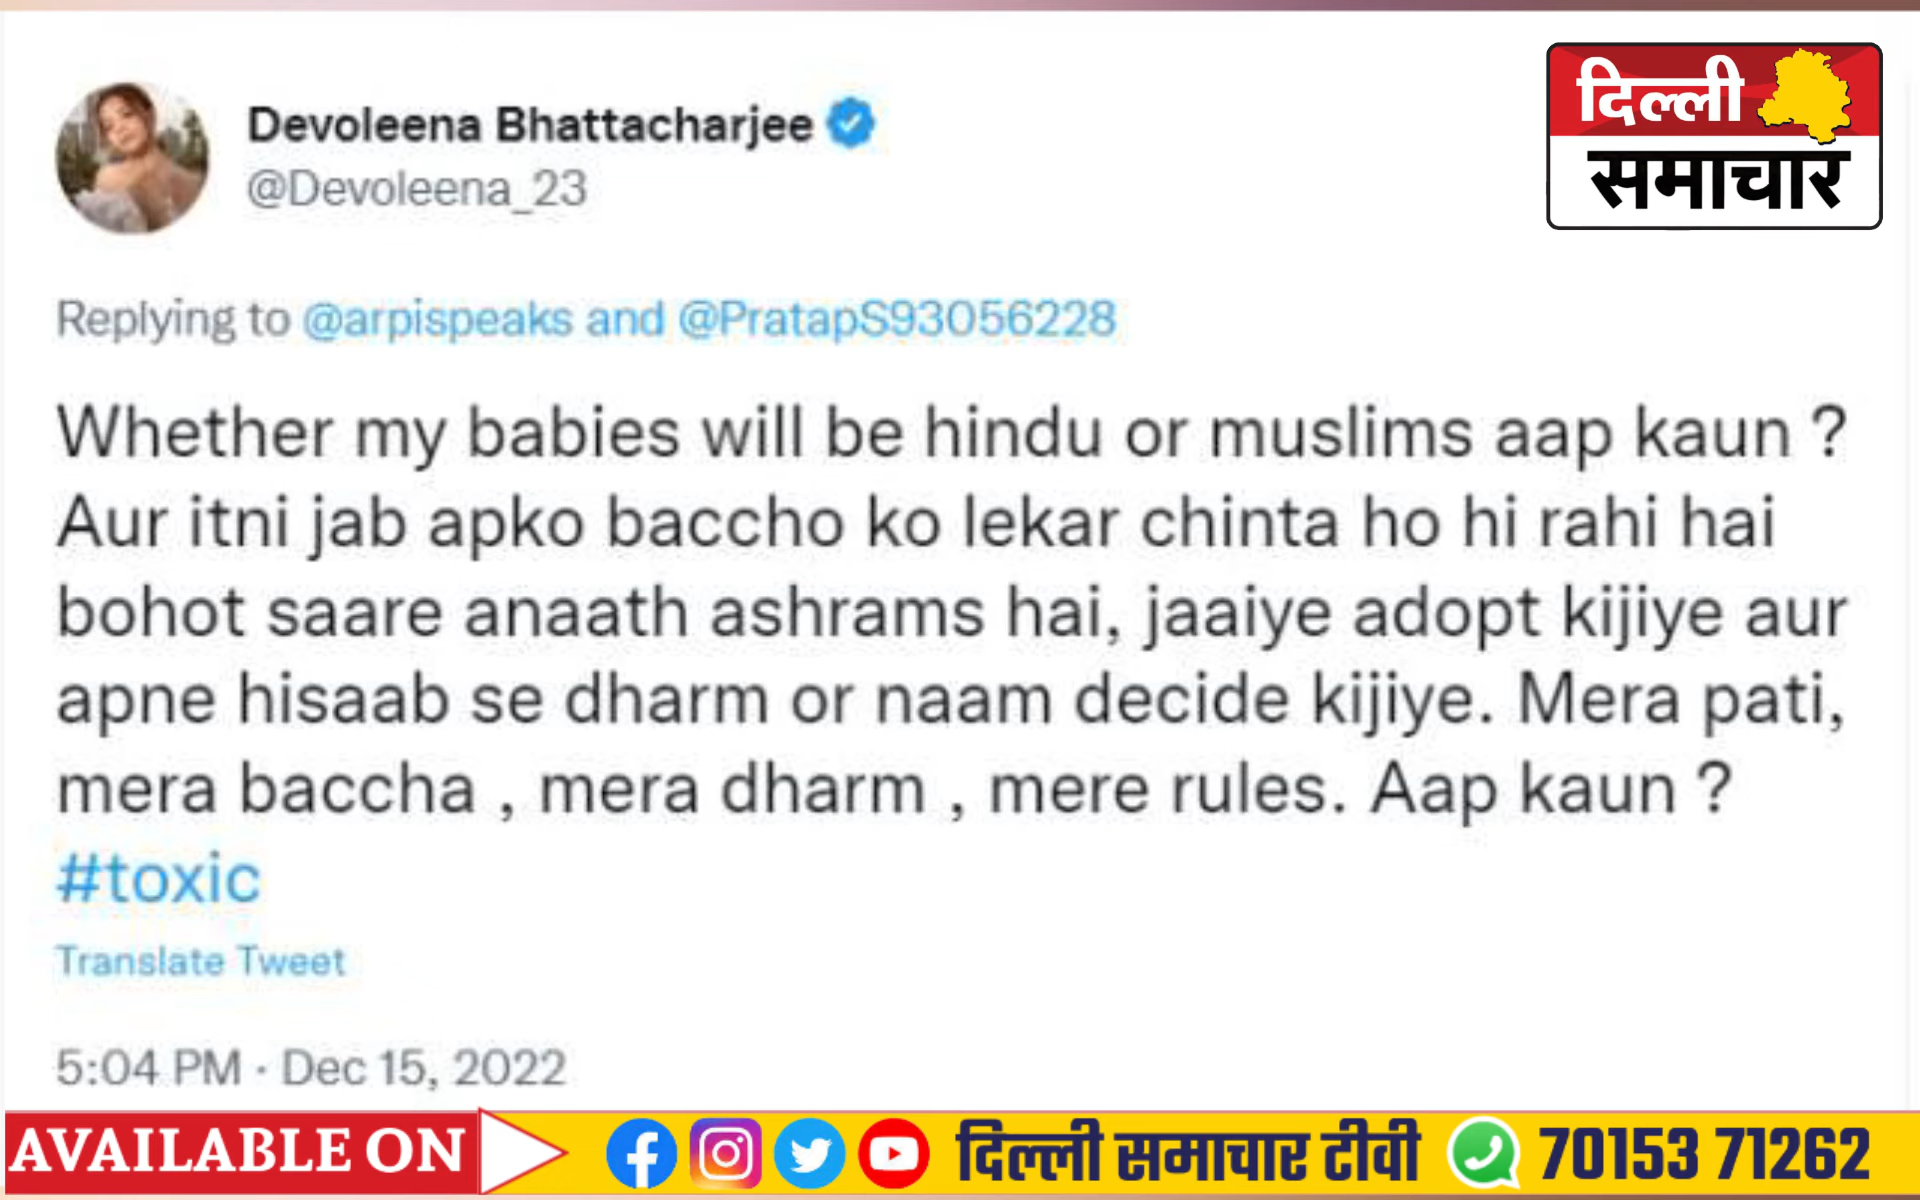 Devoleena Bhattacharjee
@Devoleena_23
दिल्ली
समाचार
Replying to @arpispeaks and @PratapS93056228
Whether my babies will be hindu or muslims aap kaun ?
Aur itni jab apko baccho ko lekar chinta ho hi rahi hai
bohot saare anaath ashrams hai, jaaiye adopt kijiye aur
apne hisaab se dharm or naam decide kijiye. Mera pati,
mera baccha , mera dharm , mere rules. Aap kaun ?
#toxic
Translate Tweet
5:04 PM · Dec 15, 2022
AVAILABLE ON दिल्ली समाचार टीवी 70153 71262